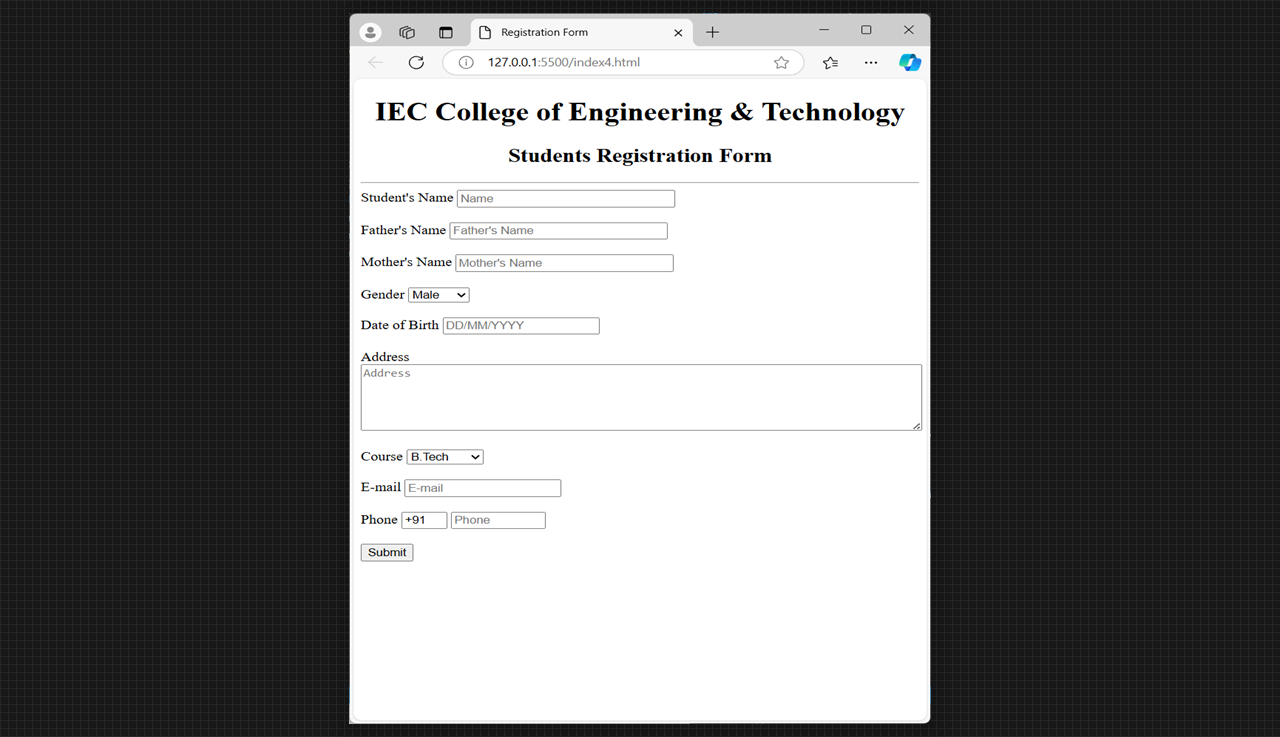 Registration Form
127.0.0.1:5500/index4.html
IEC College of Engineering & Technology
Students Registration Form
Student's Name Name
Father's Name Father's Name
Mother's Name Mother's Name
Gender Male
Date of Birth DD/MM/YYYY
Address
Address
Course B.Tech
E-mail E-mail
Phone +91 Phone
Submit